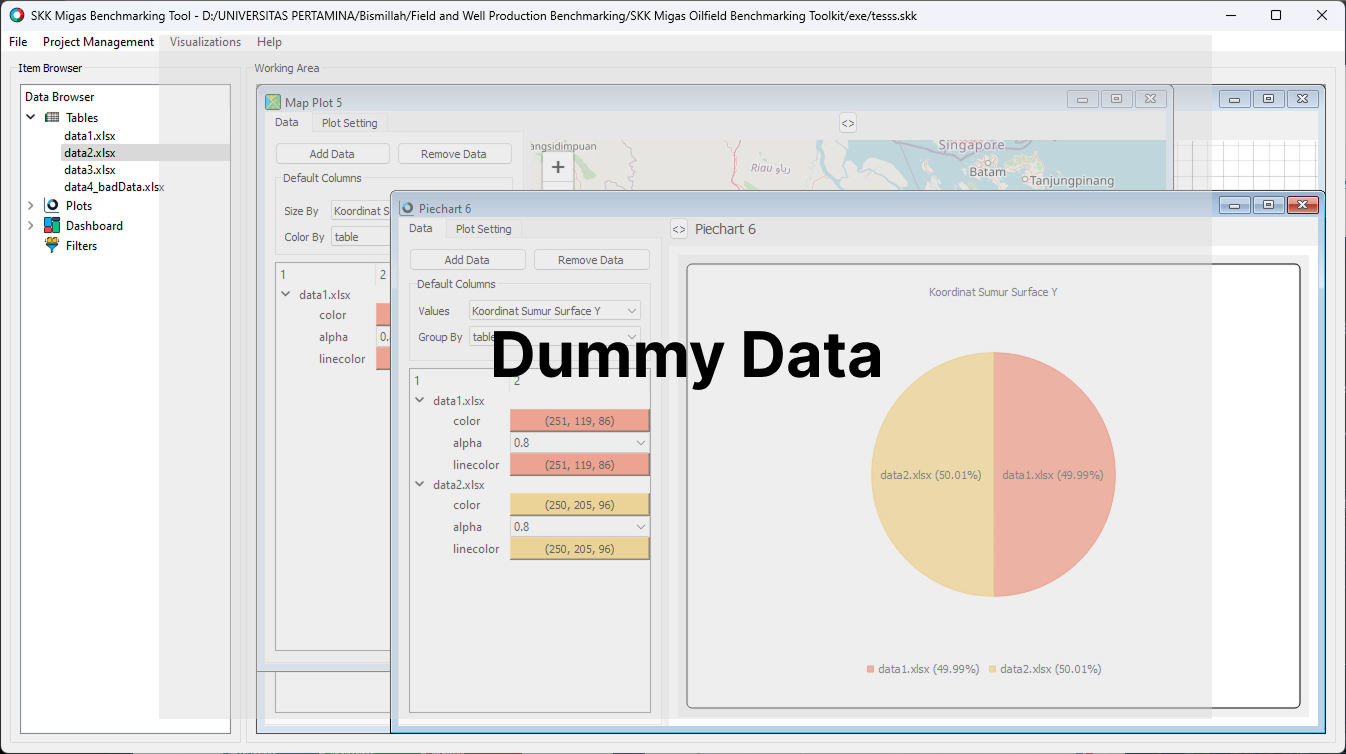 SKK Migas Benchmarking Tool - D:/UNIVERSITAS PERTAMINA/Bismillah/Field and Well Production Benchmarking/SKK Migas Oilfield Benchmarking Toolkit/exe/tesss.skk
File Project Management Visualizations Help
Item Browser
Data Browser
Tables
data1.xlsx
data2.xlsx
data3.xlsx
data4_badData.xlsx
Plots
Dashboard
Filters
Working Area
Map Plot 5
Data Plot Setting
<>
Add Data Remove Data
Default Columns
Size By Koordinat S
Color By table
1 2
data1.xlsx
color
alpha 0.
linecolor
angsidimpuan
+
Riau رياو
Singapore
Batam
Tanjungpinang
Piechart 6
Data Plot Setting
<> Piechart 6
Add Data Remove Data
Default Columns
Values Koordinat Sumur Surface Y
Group By table
Dummy Data
1 2
data1.xlsx
color (251, 119, 86)
alpha 0.8
linecolor (251, 119, 86)
data2.xlsx
color (250, 205, 96)
alpha 0.8
linecolor (250, 205, 96)
Koordinat Sumur Surface Y
data2.xlsx (50.01%) data1.xlsx (49.99%)
data1.xlsx (49.99%) data2.xlsx (50.01%)